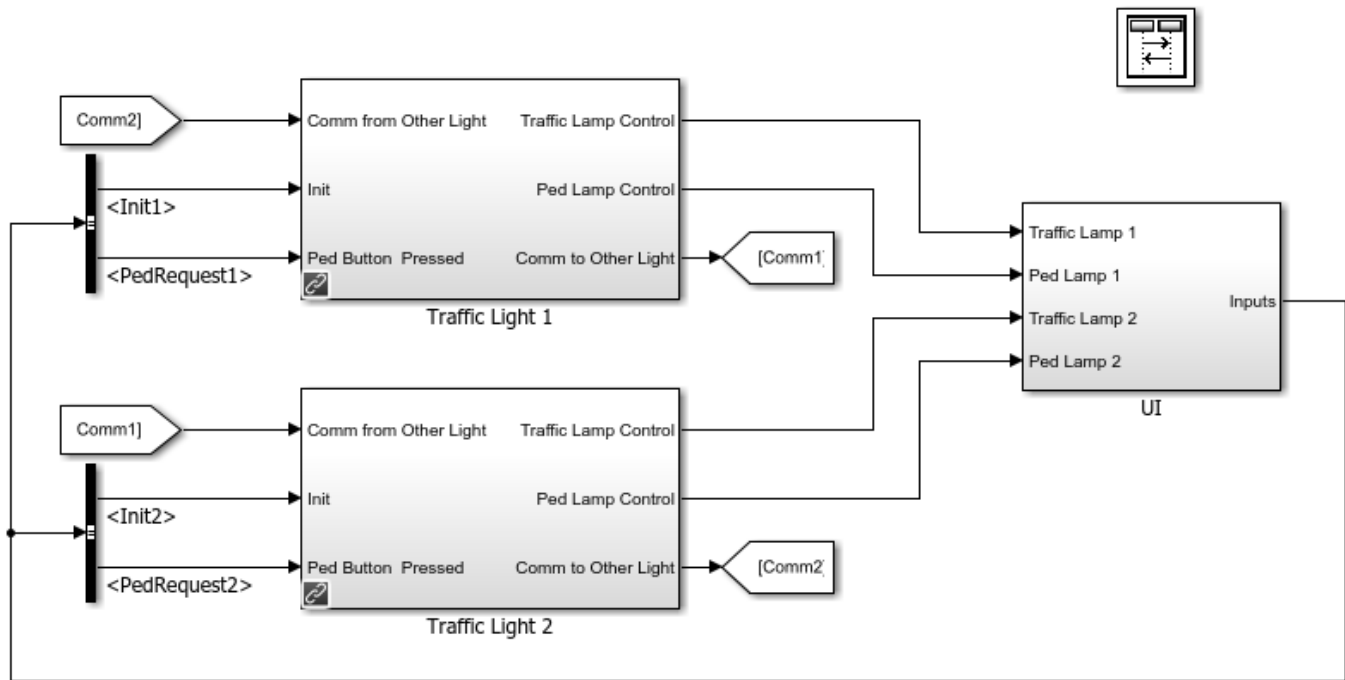 Comm2]
Comm from Other Light
Traffic Lamp Control
Init
Ped Lamp Control
<Init1>
Ped Button Pressed
Comm to Other Light
[Comm1]
<PedRequest1>
Traffic Light 1
Traffic Lamp 1
Ped Lamp 1
Inputs
Traffic Lamp 2
Ped Lamp 2
UI
Comm1]
Comm from Other Light
Traffic Lamp Control
Init
Ped Lamp Control
<Init2>
Ped Button Pressed
Comm to Other Light
[Comm2]
<PedRequest2>
Traffic Light 2